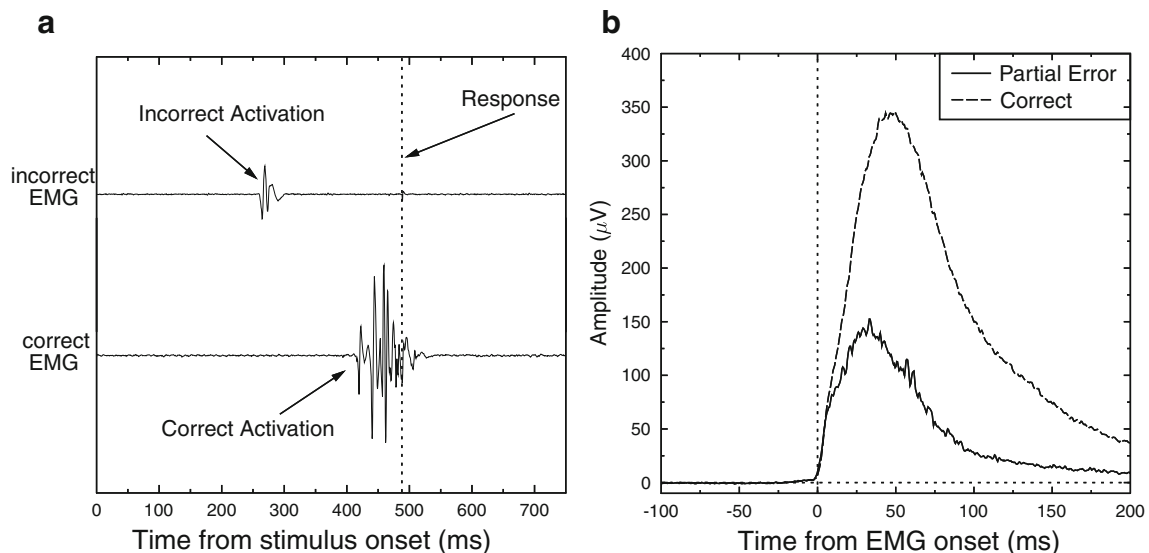 a
Incorrect Activation
Response
incorrect
EMG
correct
EMG
Correct Activation
0 100 200 300 400 500 600 700
Time from stimulus onset (ms)
b
400
350
300
250
200
150
100
50
0
Amplitude (μV)
Partial Error
Correct
-100 -50 0 50 100 150 200
Time from EMG onset (ms)